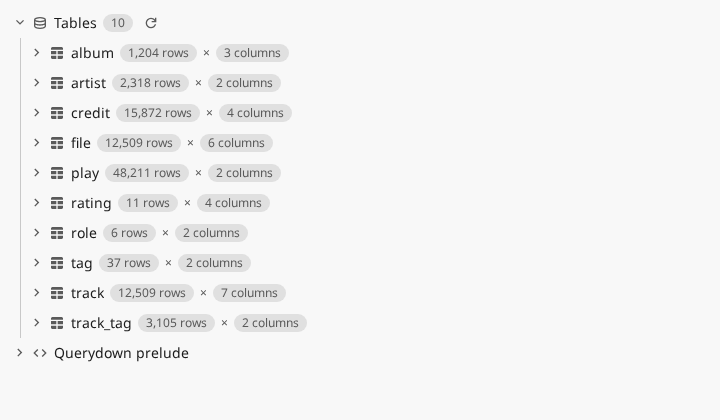 Tables 10
album 1,204 rows × 3 columns
artist 2,318 rows × 2 columns
credit 15,872 rows × 4 columns
file 12,509 rows × 6 columns
play 48,211 rows × 2 columns
rating 11 rows × 4 columns
role 6 rows × 2 columns
tag 37 rows × 2 columns
track 12,509 rows × 7 columns
track_tag 3,105 rows × 2 columns
Querydown prelude